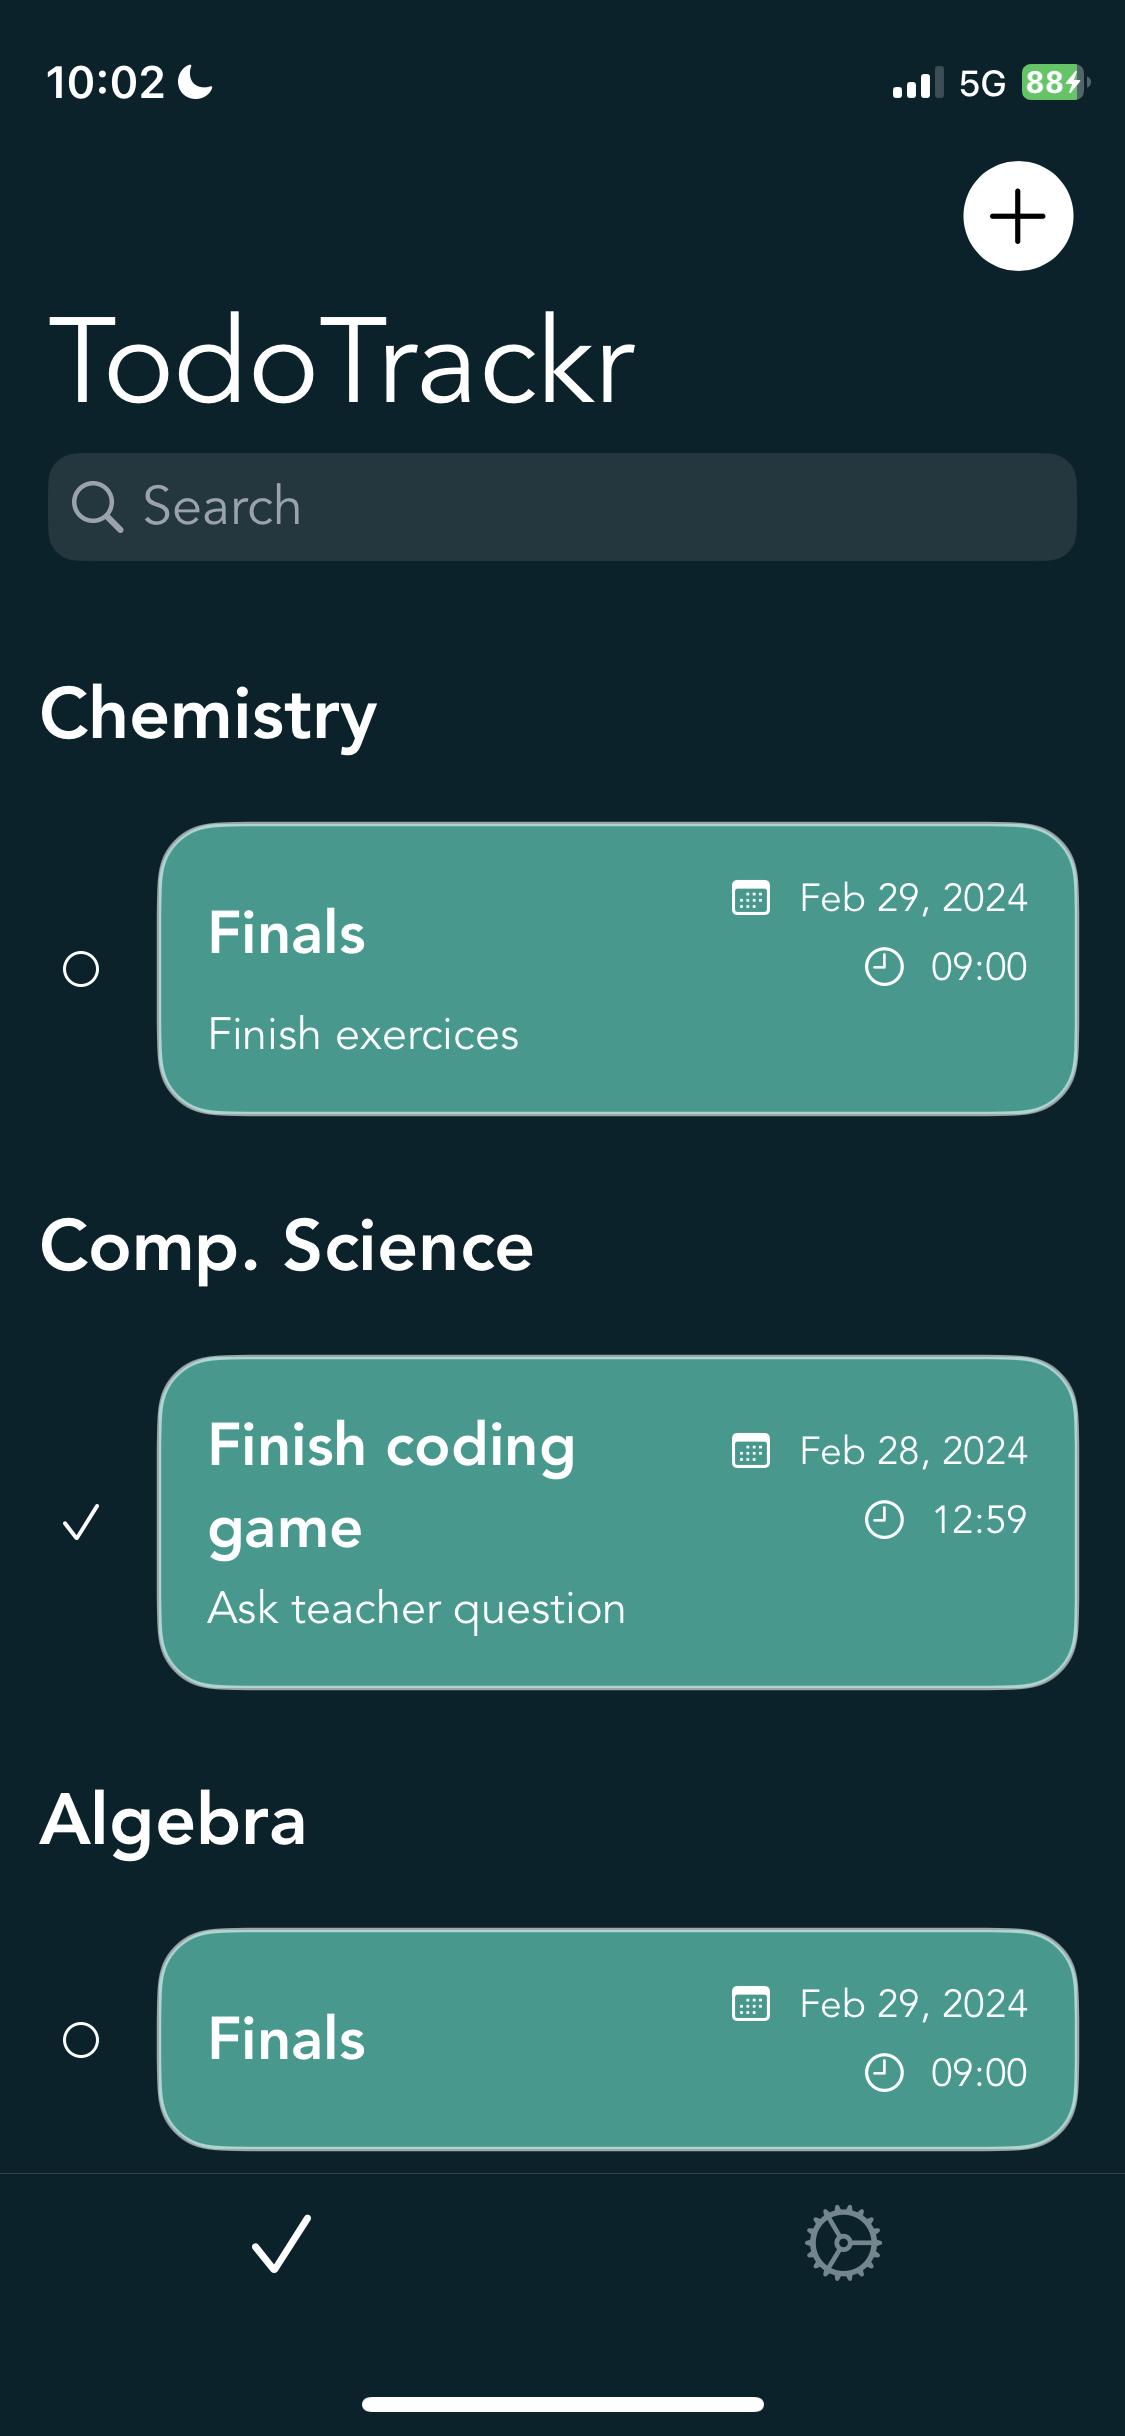 10:02
5G 88
TodoTrackr
Search
Chemistry
Finals
Feb 29, 2024
09:00
Finish exercices
Comp. Science
Finish coding
game
Feb 28, 2024
12:59
Ask teacher question
Algebra
Finals
Feb 29, 2024
09:00